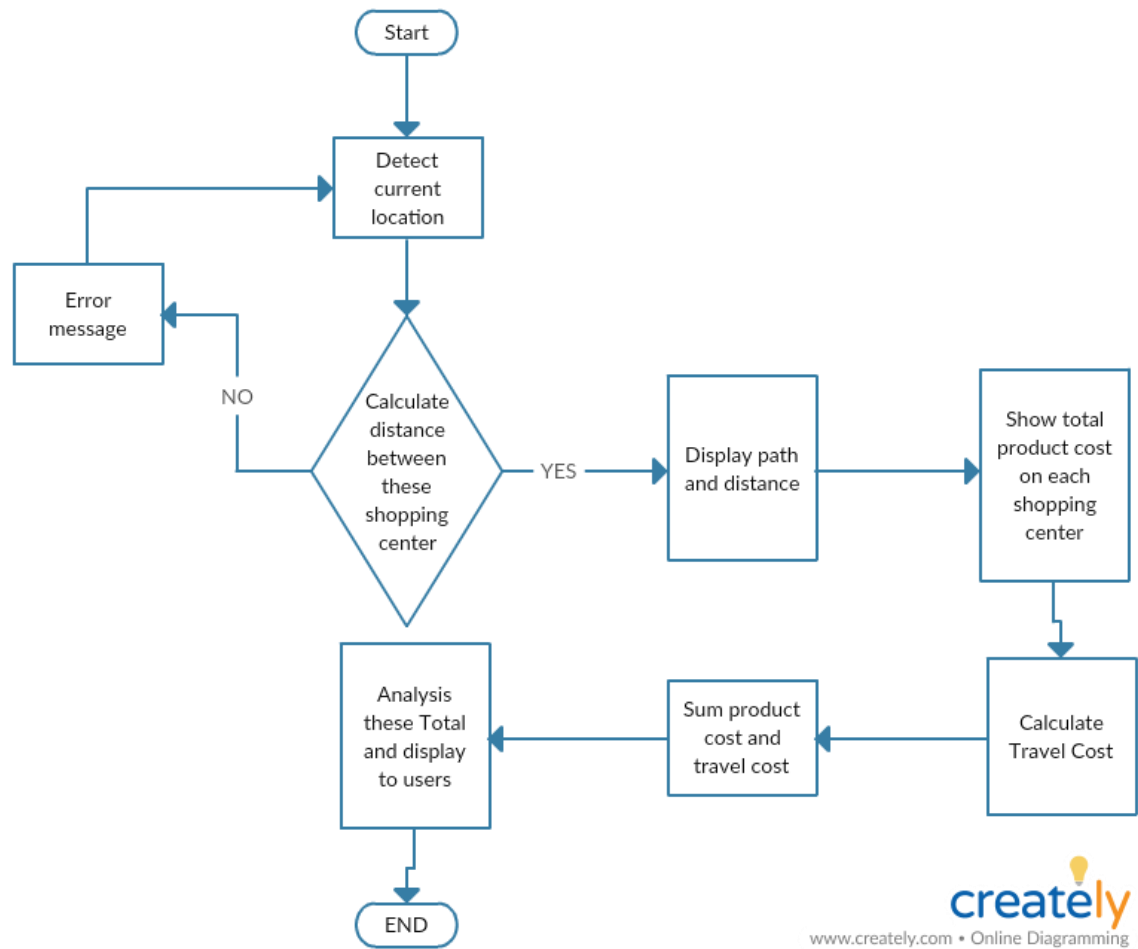 Start
Detect
current
location
Error
message
NO
Calculate
distance
between
these
shopping
center
YES
Display path
and distance
Show total
product cost
on each
shopping
center
Calculate
Travel Cost
Sum product
cost and
travel cost
Analysis
these Total
and display
to users
END
creately
www.creately.com • Online Diagramming